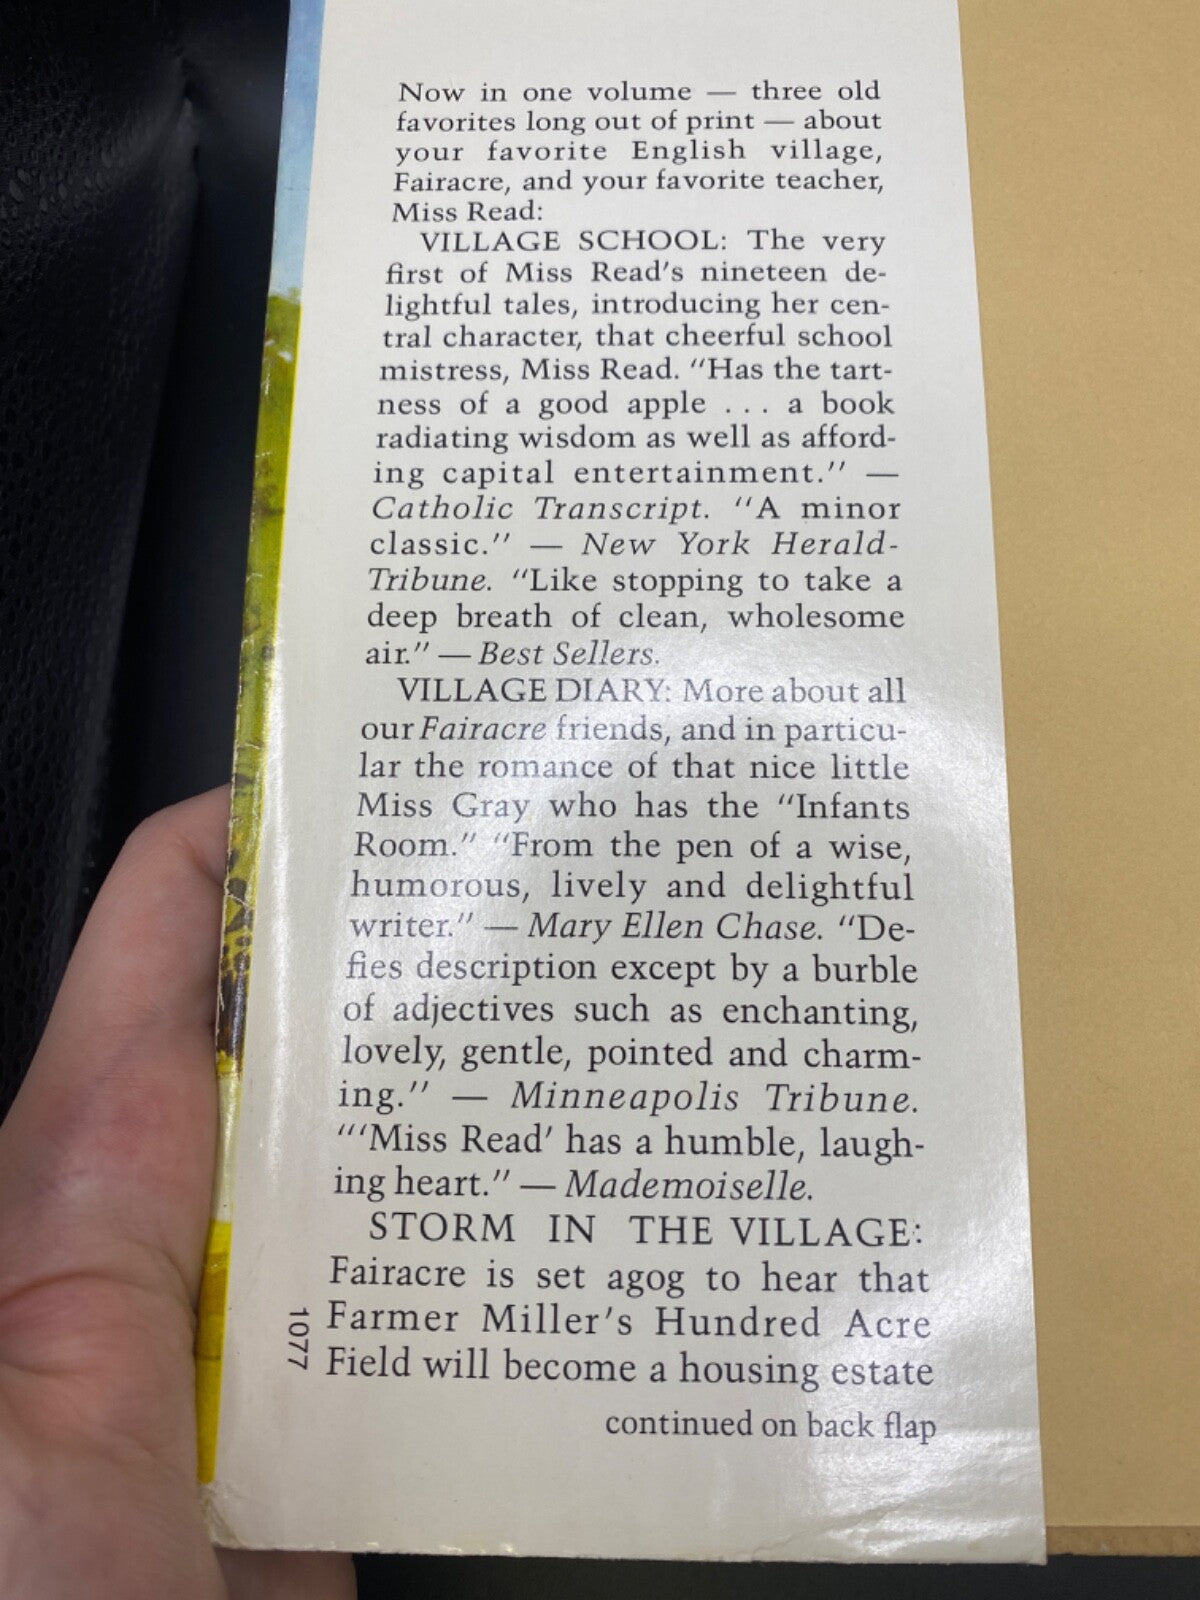 Now in one volume — three old
favorites long out of print — about
your favorite English village,
Fairacre, and your favorite teacher,
Miss Read:
VILLAGE SCHOOL: The very
first of Miss Read's nineteen de-
lightful tales, introducing her cen-
tral character, that cheerful school
mistress, Miss Read. "Has the tart-
ness of a good apple . . . a book
radiating wisdom as well as afford-
ing capital entertainment." —
Catholic Transcript. "A minor
classic." — New York Herald-
Tribune. "Like stopping to take a
deep breath of clean, wholesome
air." — Best Sellers.
VILLAGE DIARY: More about all
our Fairacre friends, and in particu-
lar the romance of that nice little
Miss Gray who has the "Infants
Room." "From the pen of a wise,
humorous, lively and delightful
writer." — Mary Ellen Chase. "De-
fies description except by a burble
of adjectives such as enchanting,
lovely, gentle, pointed and charm-
ing." — Minneapolis Tribune.
"'Miss Read' has a humble, laugh-
ing heart." — Mademoiselle.
STORM IN THE VILLAGE:
Fairacre is set agog to hear that
Farmer Miller's Hundred Acre
Field will become a housing estate
continued on back flap
1077